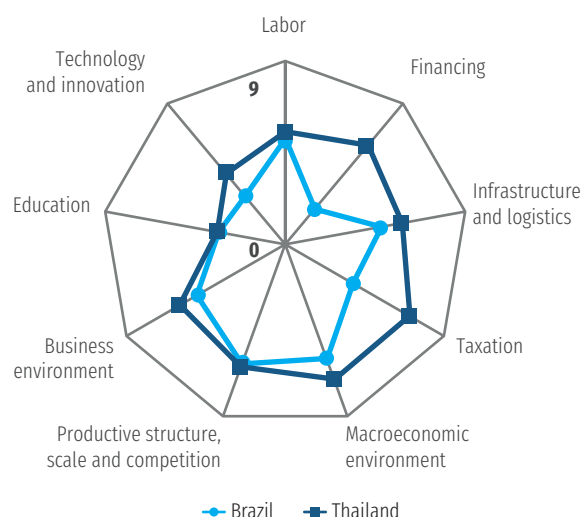 Labor
Technology
and innovation
Financing
9
Education
Infrastructure
and logistics
0
Business
environment
Taxation
Productive structure,
scale and competition
Macroeconomic
environment
Brazil
Thailand